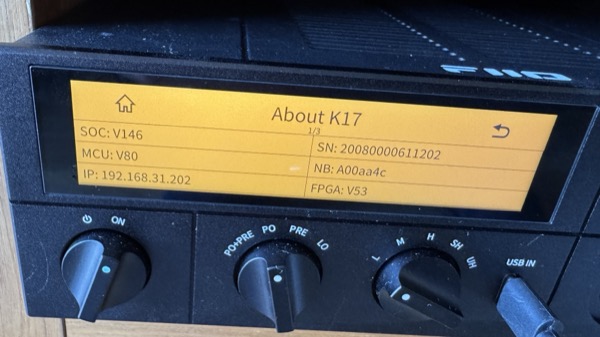 FiiO
About K17
1/3
SOC: V146
SN: 20080000611202
MCU: V80
NB: A00aa4c
IP: 192.168.31.202
FPGA: V53
ON
PO+PRE PO PRE LO
L M H SH UH
USB IN